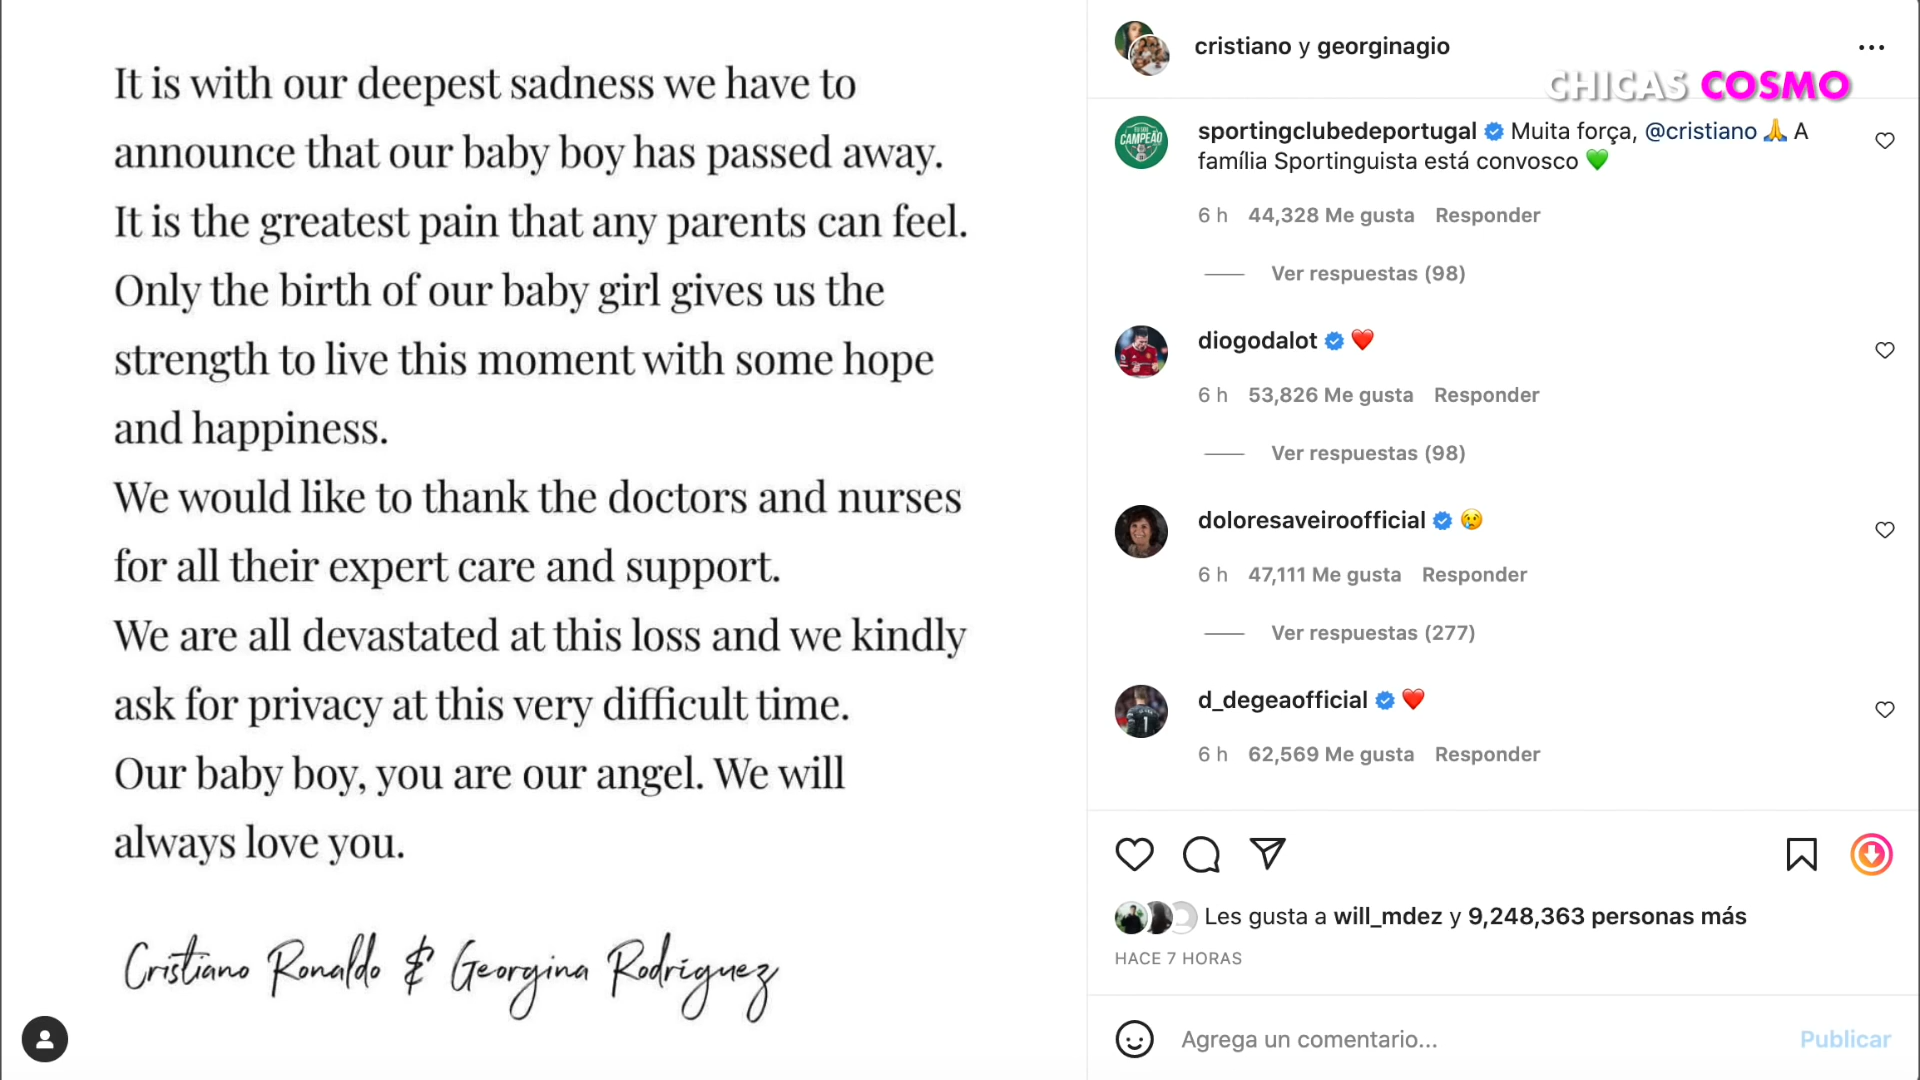 It is with our deepest sadness we have to
announce that our baby boy has passed away.
It is the greatest pain that any parents can feel.
Only the birth of our baby girl gives us the
strength to live this moment with some hope
and happiness.
We would like to thank the doctors and nurses
for all their expert care and support.
We are all devastated at this loss and we kindly
ask for privacy at this very difficult time.
Our baby boy, you are our angel. We will
always love you.
Cristiano Ronaldo & Georgina Rodríguez
cristiano y georginagio
CHICAS COSMO
CAMPEÃO
sportingclubedeportugal Muita força, @cristiano 🙏 A
família Sportinguista está convosco 💚
6 h 44,328 Me gusta Responder
Ver respuestas (98)
diogodalot ❤️
6 h 53,826 Me gusta Responder
Ver respuestas (98)
doloresaveiroofficial 😢
6 h 47,111 Me gusta Responder
Ver respuestas (277)
d_degeaofficial ❤️
6 h 62,569 Me gusta Responder
Les gusta a will_mdez y 9,248,363 personas más
HACE 7 HORAS
Agrega un comentario...
Publicar